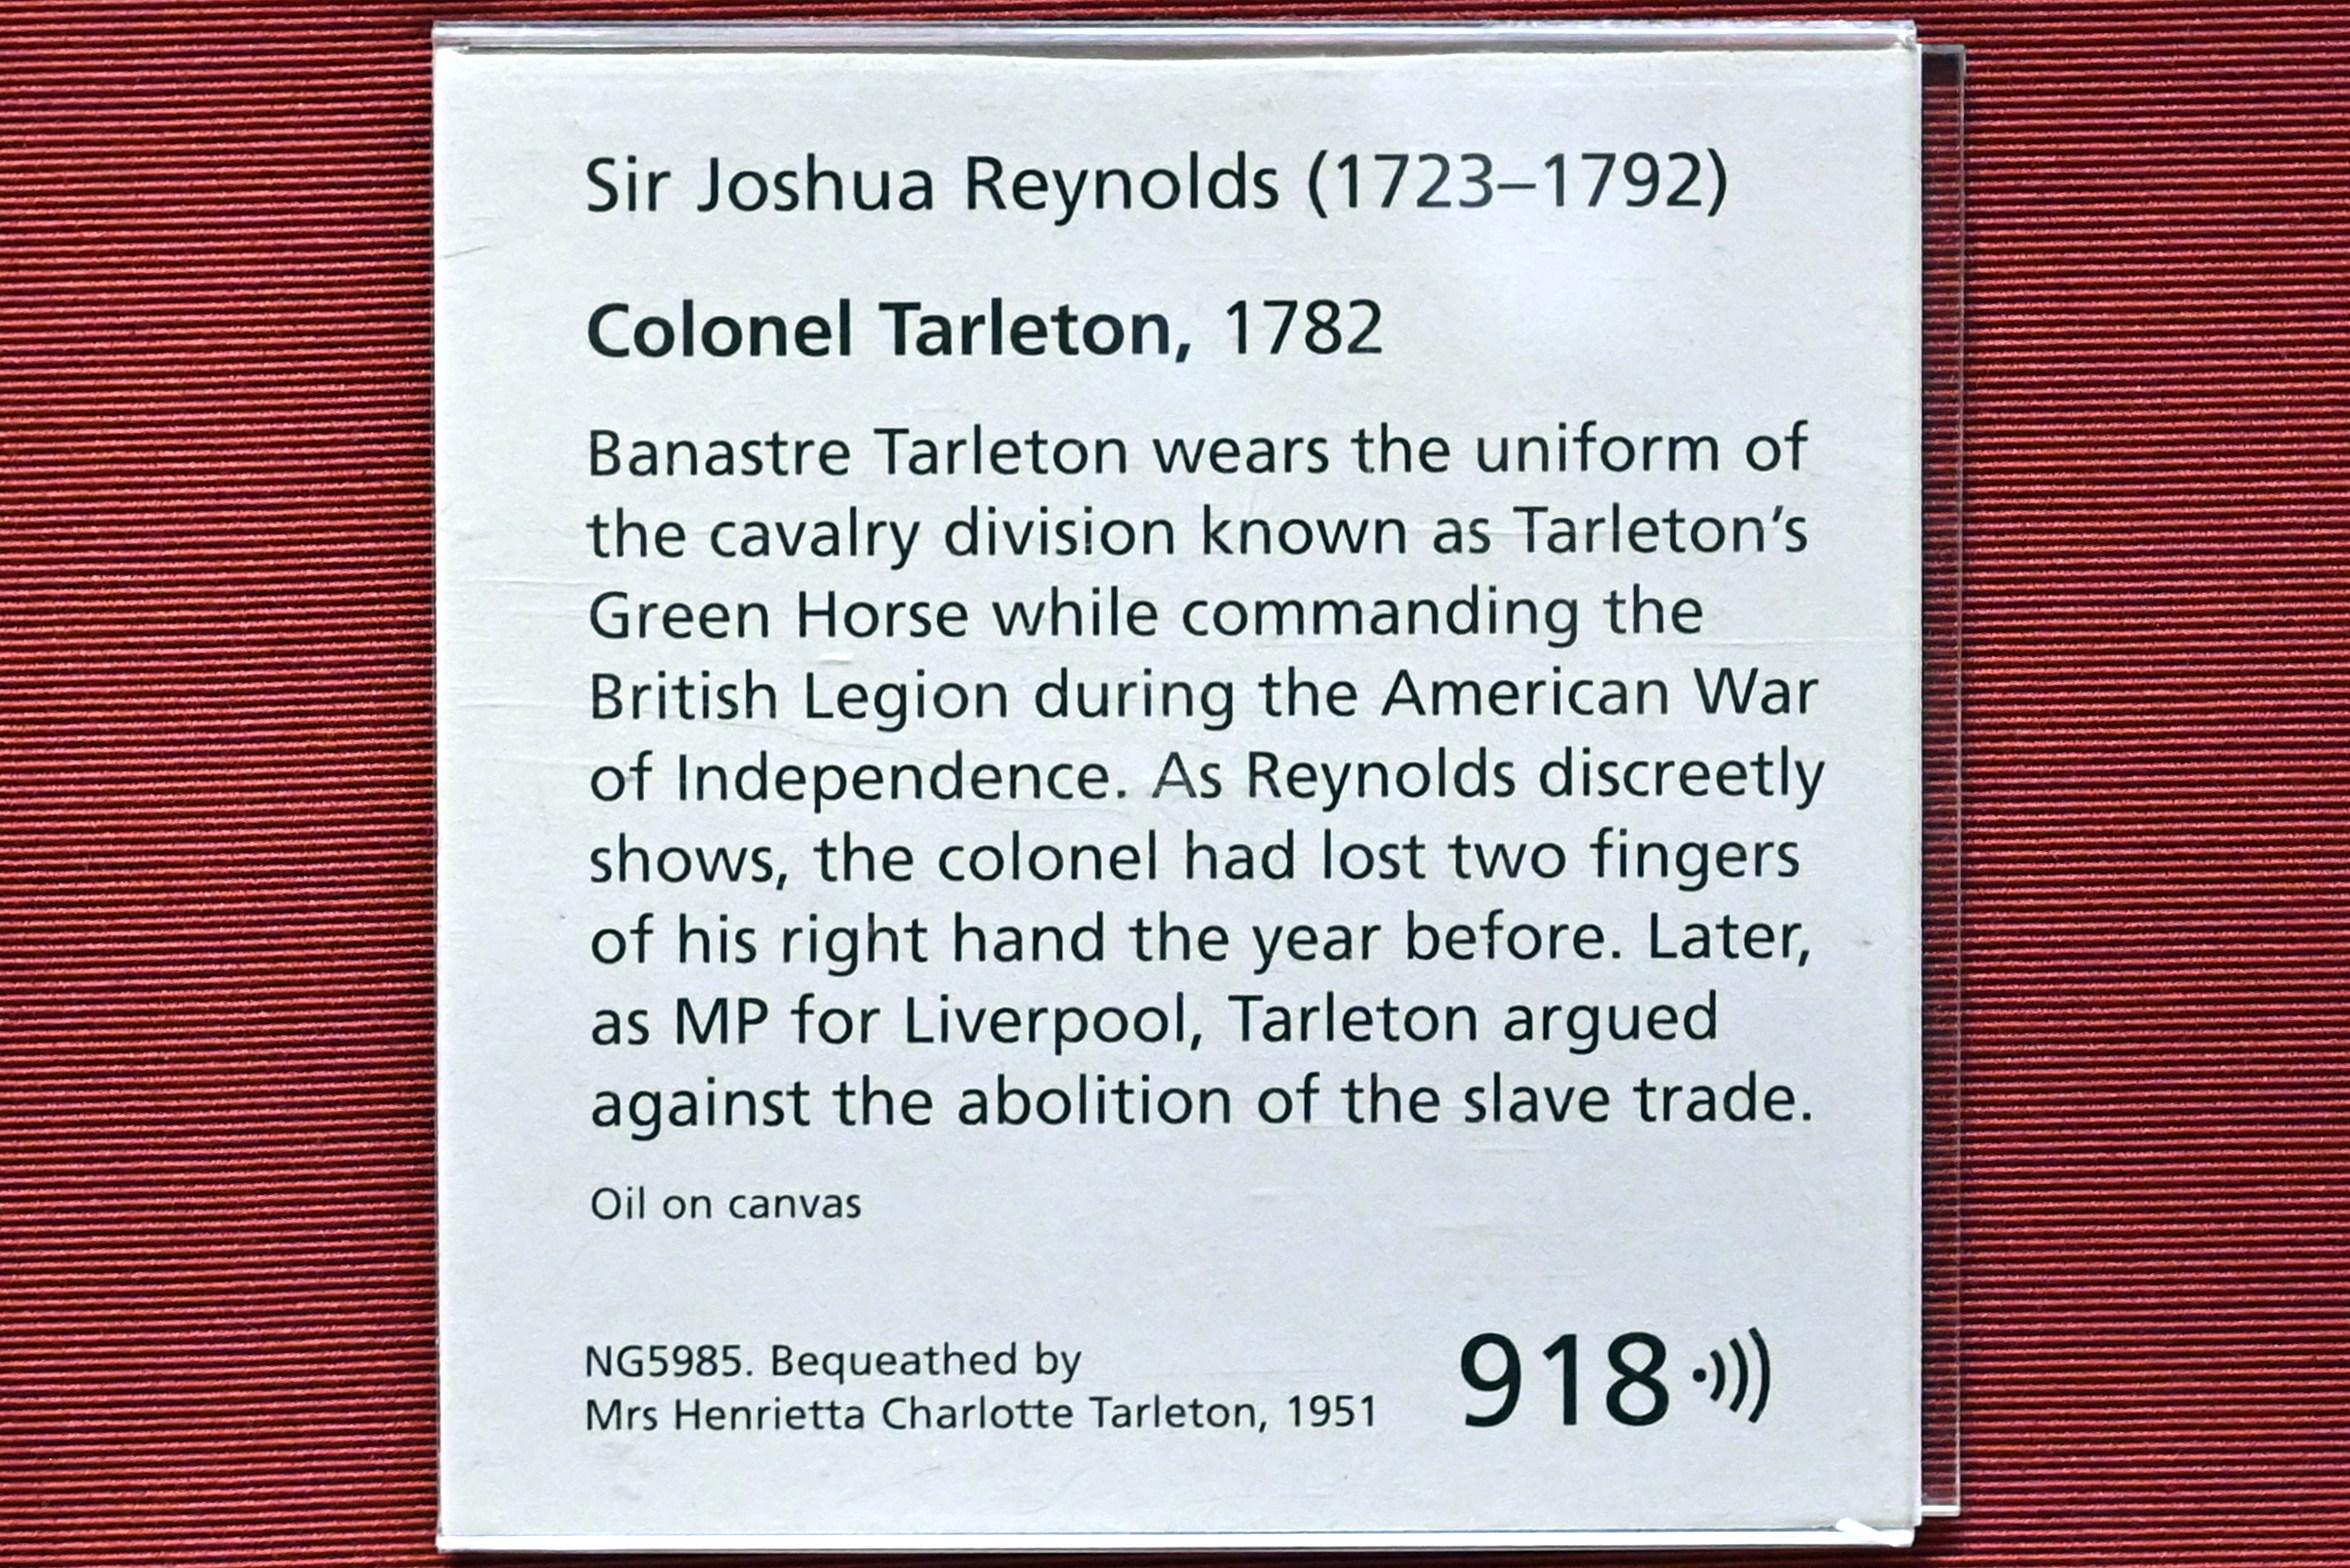 Sir Joshua Reynolds (1723–1792)
Colonel Tarleton, 1782
Banastre Tarleton wears the uniform of
the cavalry division known as Tarleton’s
Green Horse while commanding the
British Legion during the American War
of Independence. As Reynolds discreetly
shows, the colonel had lost two fingers
of his right hand the year before. Later,
as MP for Liverpool, Tarleton argued
against the abolition of the slave trade.
Oil on canvas
NG5985. Bequeathed by
Mrs Henrietta Charlotte Tarleton, 1951
918